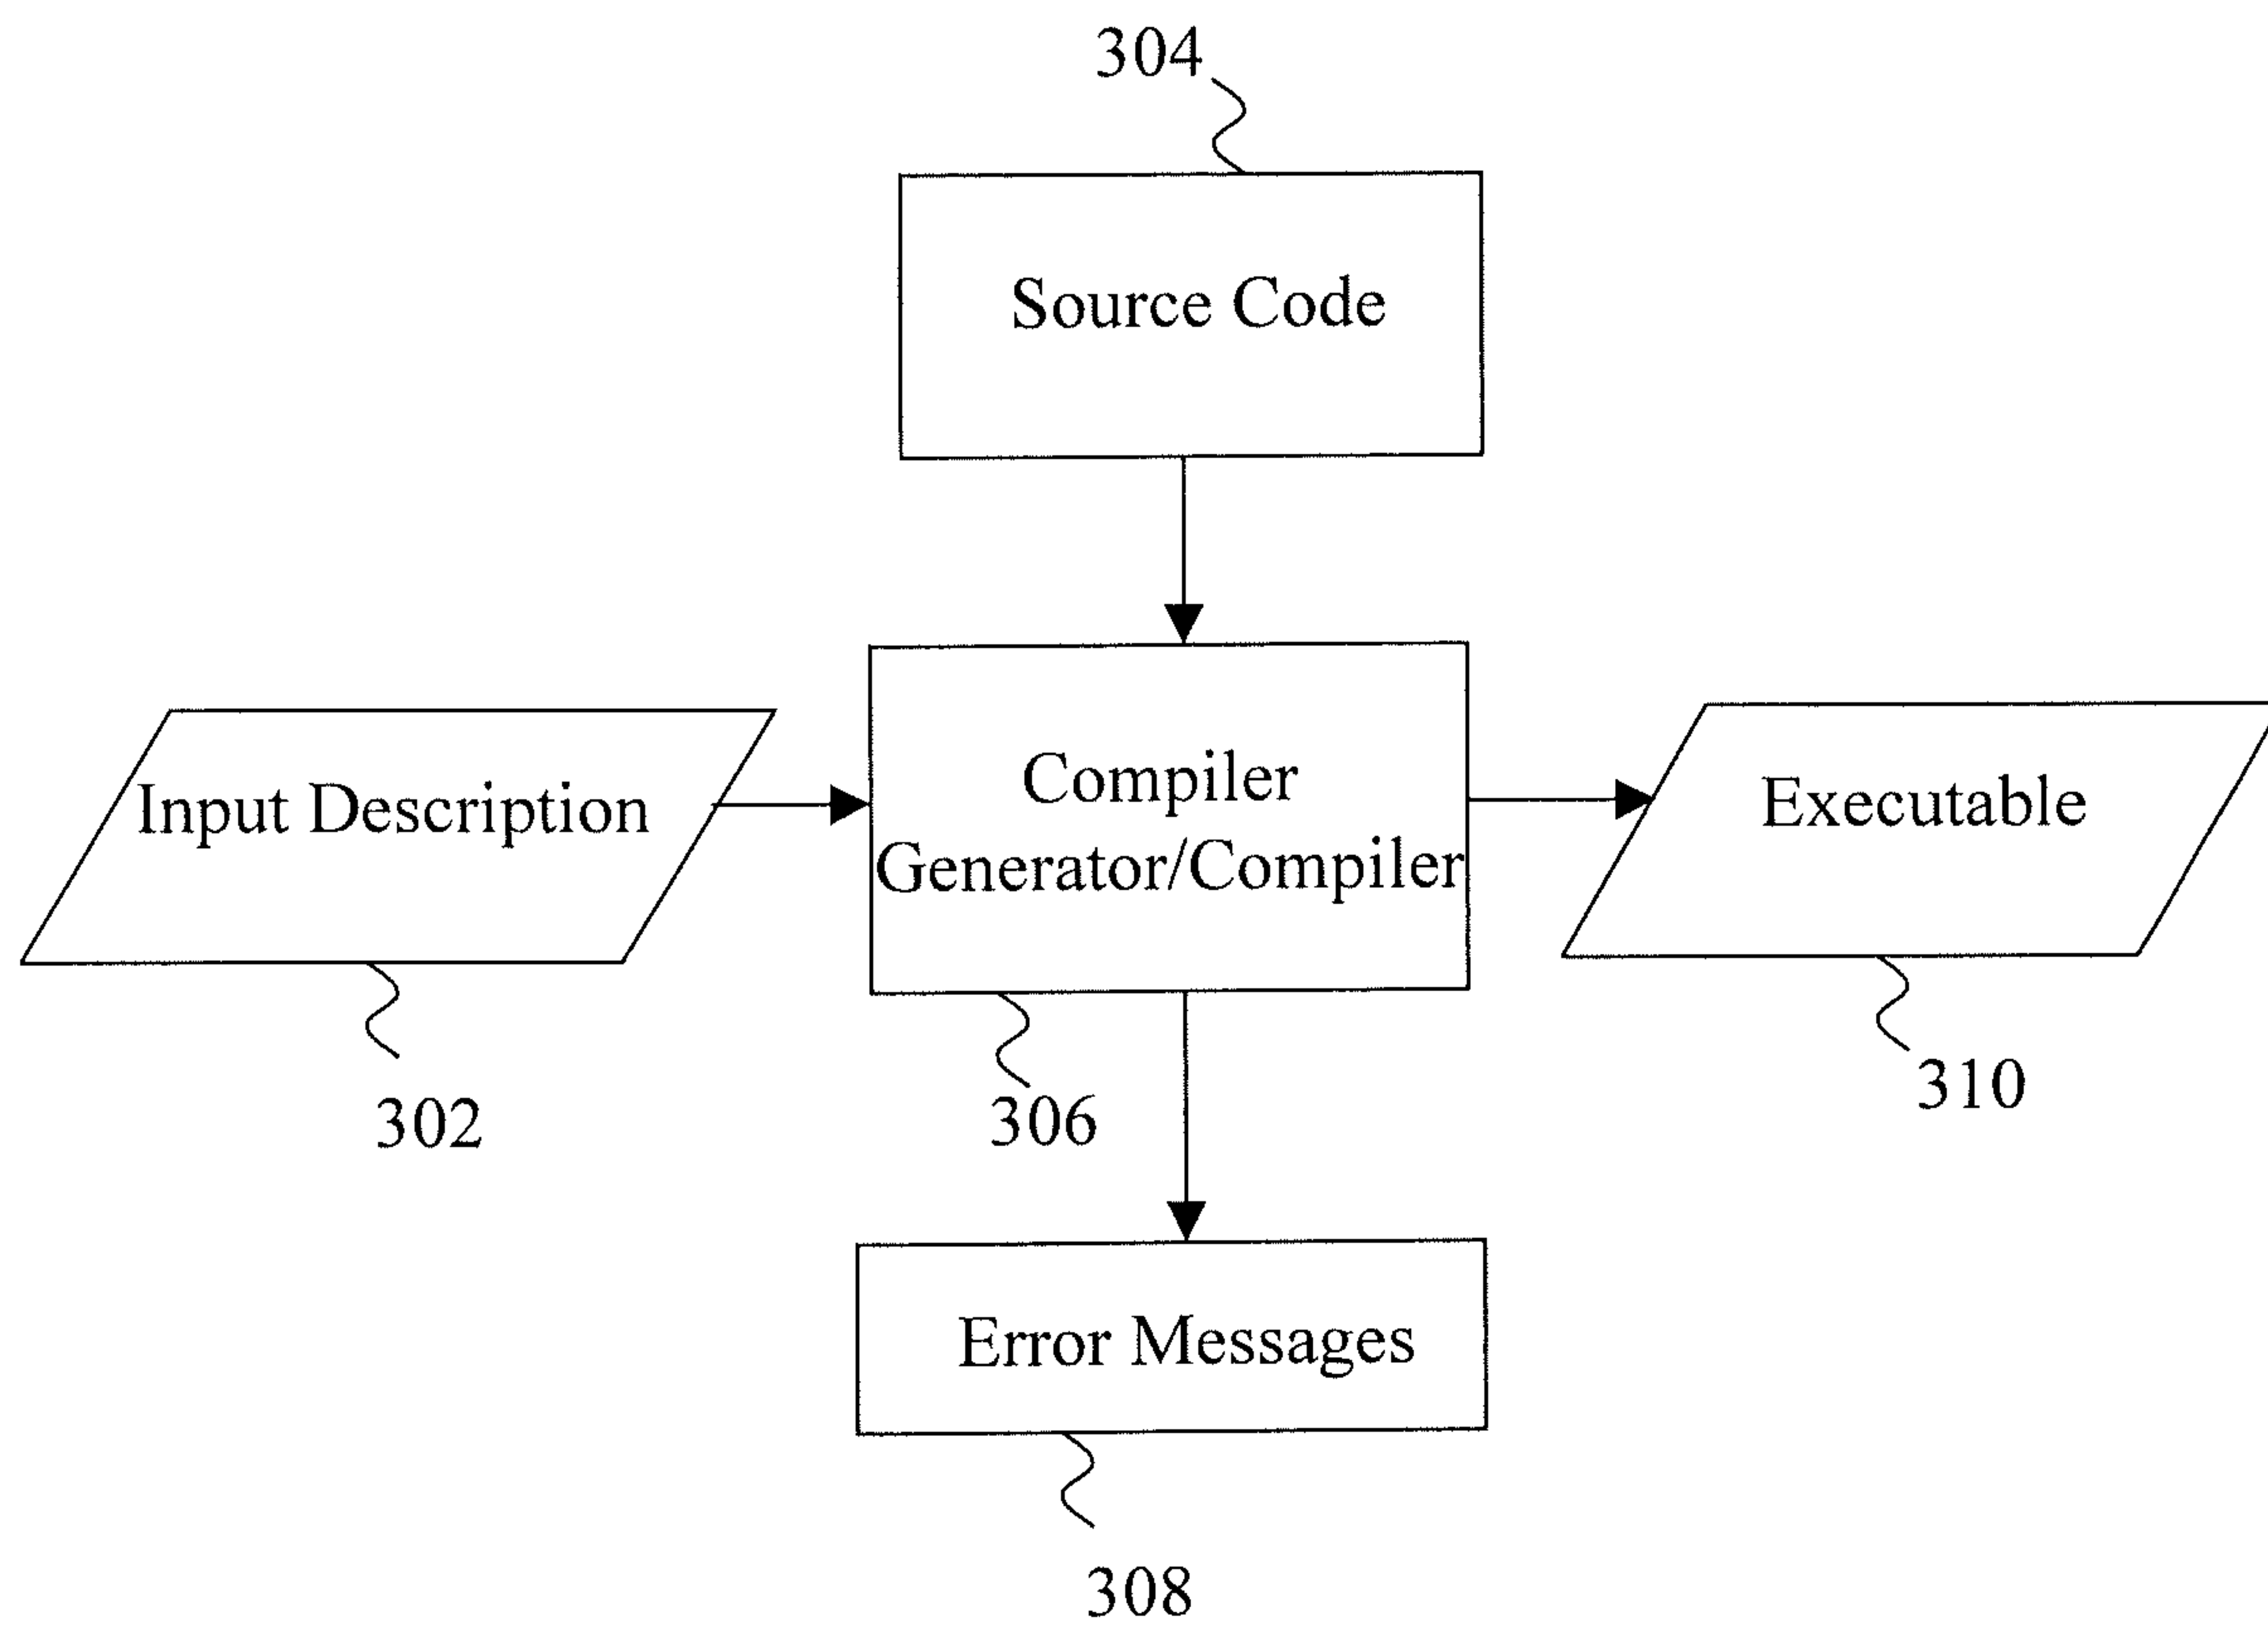 304
Source Code
Input Description
Compiler
Generator/Compiler
Executable
302
306
310
Error Messages
308